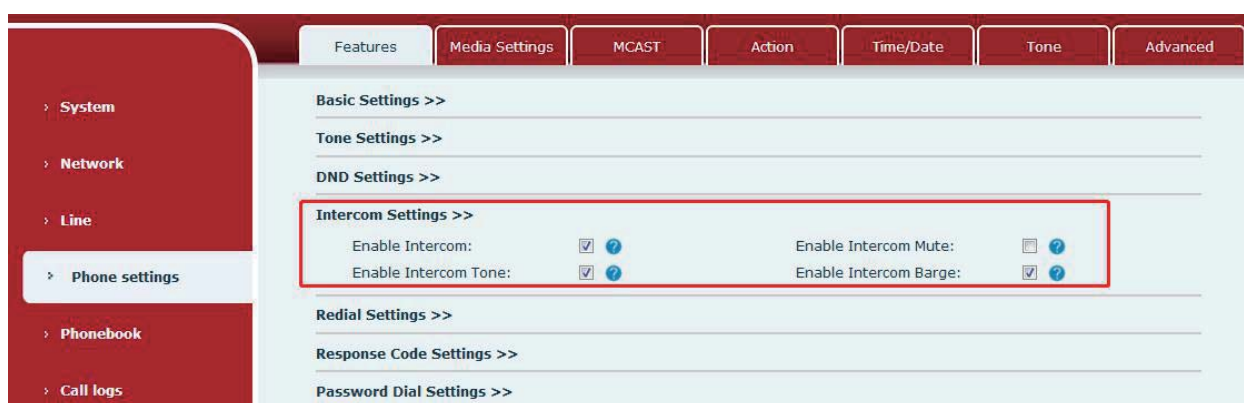 Features Media Settings MCAST Action Time/Date Tone Advanced
› System
› Network
› Line
› Phone settings
› Phonebook
› Call logs
Basic Settings >>
Tone Settings >>
DND Settings >>
Intercom Settings >>
Enable Intercom: ? Enable Intercom Mute: ?
Enable Intercom Tone: ? Enable Intercom Barge: ?
Redial Settings >>
Response Code Settings >>
Password Dial Settings >>